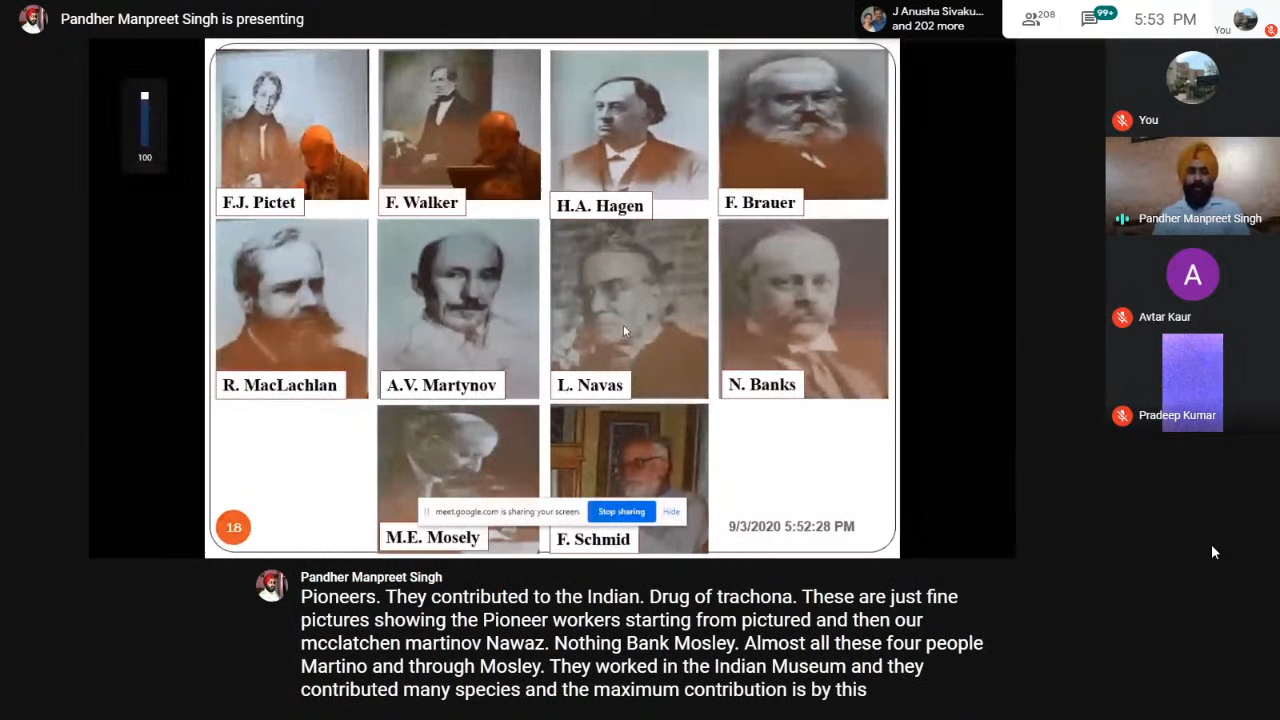 Pandher Manpreet Singh is presenting
J Anusha Sivaku...
and 202 more
208
99+
5:53 PM
You
100
F.J. Pictet
F. Walker
H.A. Hagen
F. Brauer
R. MacLachlan
A.V. Martynov
L. Navas
N. Banks
M.E. Mosely
F. Schmid
meet.google.com is sharing your screen.
Stop sharing
Hide
18
9/3/2020 5:52:28 PM
You
Pandher Manpreet Singh
A
Avtar Kaur
Pradeep Kumar
Pandher Manpreet Singh
Pioneers. They contributed to the Indian. Drug of trachona. These are just fine
pictures showing the Pioneer workers starting from pictured and then our
mcclatchen martinov Nawaz. Nothing Bank Mosley. Almost all these four people
Martino and through Mosley. They worked in the Indian Museum and they
contributed many species and the maximum contribution is by this